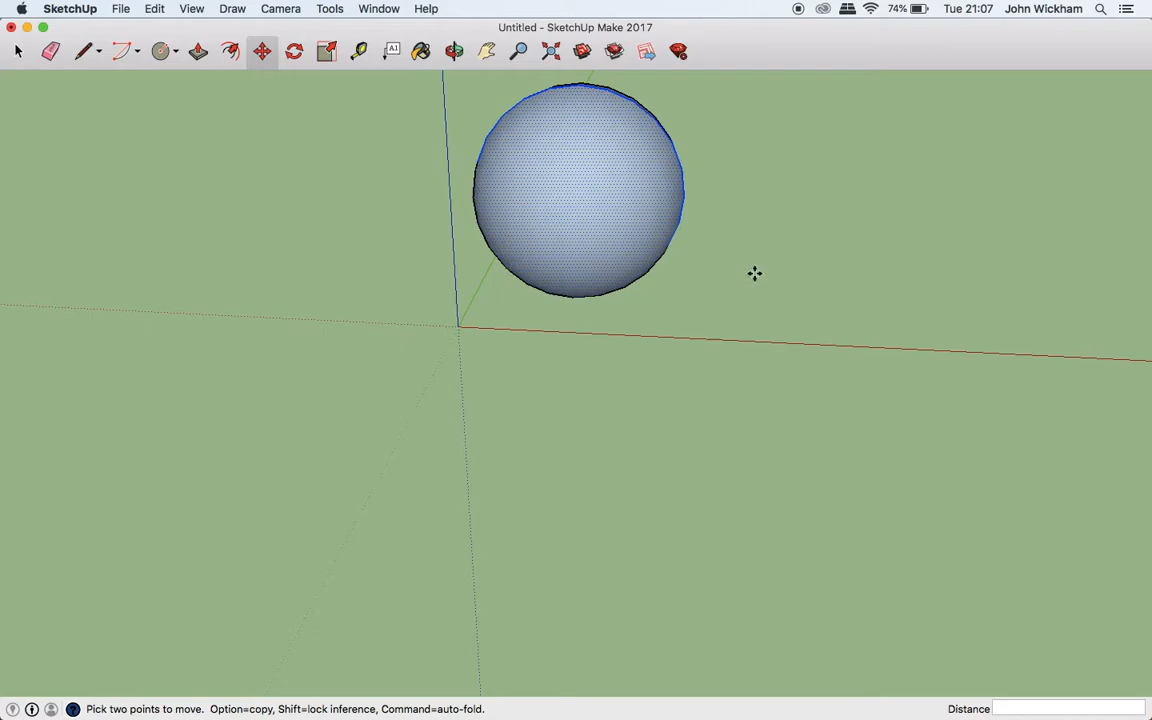 SketchUp File Edit View Draw Camera Tools Window Help 74% Tue 21:07 John Wickham
Untitled - SketchUp Make 2017
A1
Pick two points to move. Option=copy, Shift=lock inference, Command=auto-fold. Distance